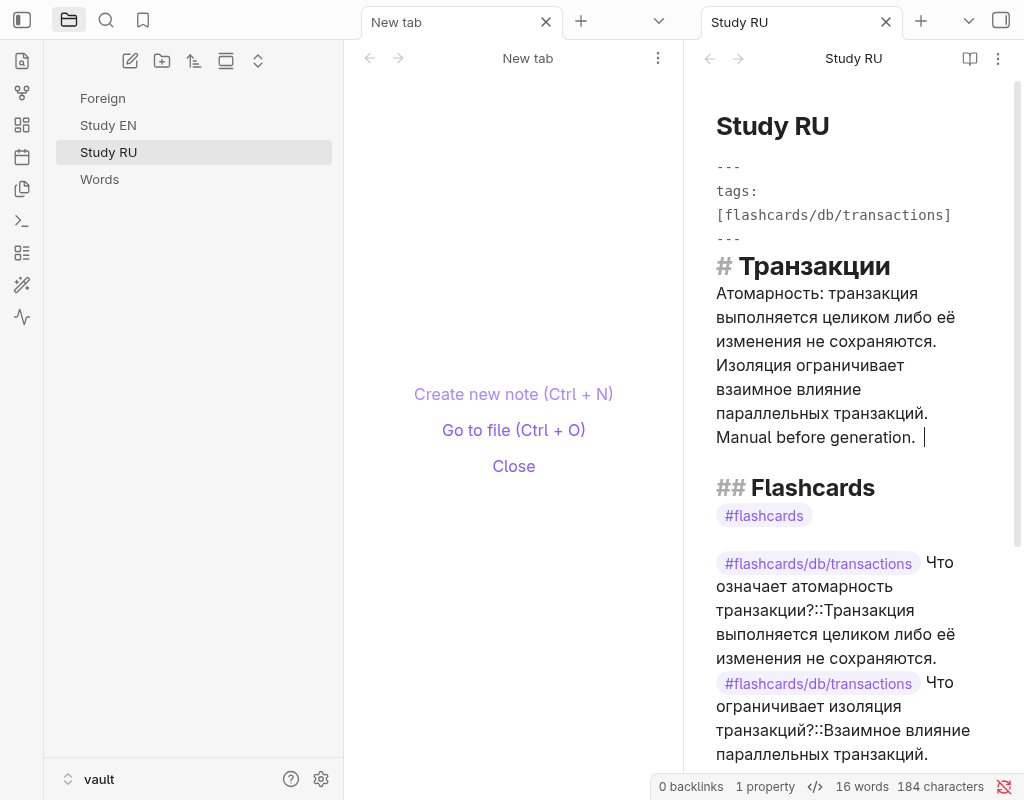 New tab
Study RU
New tab
Study RU
Foreign
Study EN
Study RU
Words
Create new note (Ctrl + N)
Go to file (Ctrl + O)
Close
Study RU
---
tags:
[flashcards/db/transactions]
---
# Транзакции
Атомарность: транзакция
выполняется целиком либо её
изменения не сохраняются.
Изоляция ограничивает
взаимное влияние
параллельных транзакций.
Manual before generation.
## Flashcards
#flashcards
#flashcards/db/transactions Что
означает атомарность
транзакции?::Транзакция
выполняется целиком либо её
изменения не сохраняются.
#flashcards/db/transactions Что
ограничивает изоляция
транзакций?::Взаимное влияние
параллельных транзакций.
vault
0 backlinks 1 property 16 words 184 characters